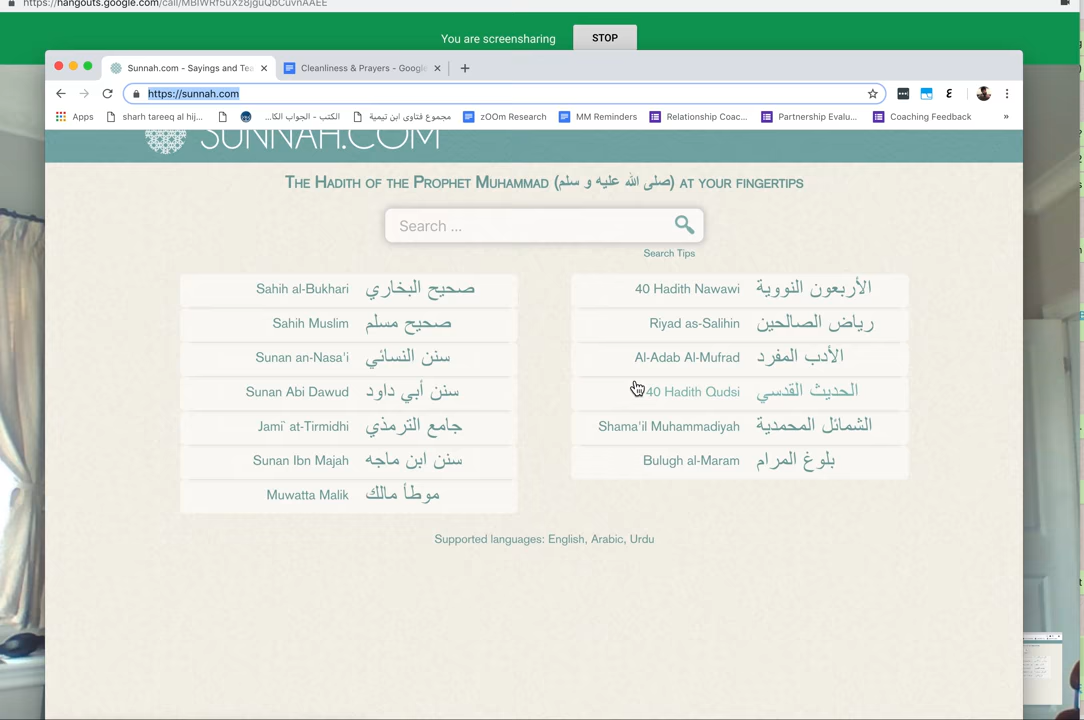 https://hangouts.google.com/call/
You are screensharing
STOP
Sunnah.com - Sayings and Tea
Cleanliness & Prayers - Google
https://sunnah.com
Apps
sharh tareeq al hij...
الكتب - الجواب الكا...
مجموع فتاوى ابن تيمية
zOOm Research
MM Reminders
Relationship Coac...
Partnership Evalu...
Coaching Feedback
»
SUNNAH.COM
The Hadith of the Prophet Muhammad (صلى الله عليه و سلم) at your fingertips
Search ...
Search Tips
Sahih al-Bukhari صحيح البخاري
Sahih Muslim صحيح مسلم
Sunan an-Nasa'i سنن النسائي
Sunan Abi Dawud سنن أبي داود
Jami` at-Tirmidhi جامع الترمذي
Sunan Ibn Majah سنن ابن ماجه
Muwatta Malik موطأ مالك
40 Hadith Nawawi الأربعون النووية
Riyad as-Salihin رياض الصالحين
Al-Adab Al-Mufrad الأدب المفرد
40 Hadith Qudsi الحديث القدسي
Shama'il Muhammadiyah الشمائل المحمدية
Bulugh al-Maram بلوغ المرام
Supported languages: English, Arabic, Urdu